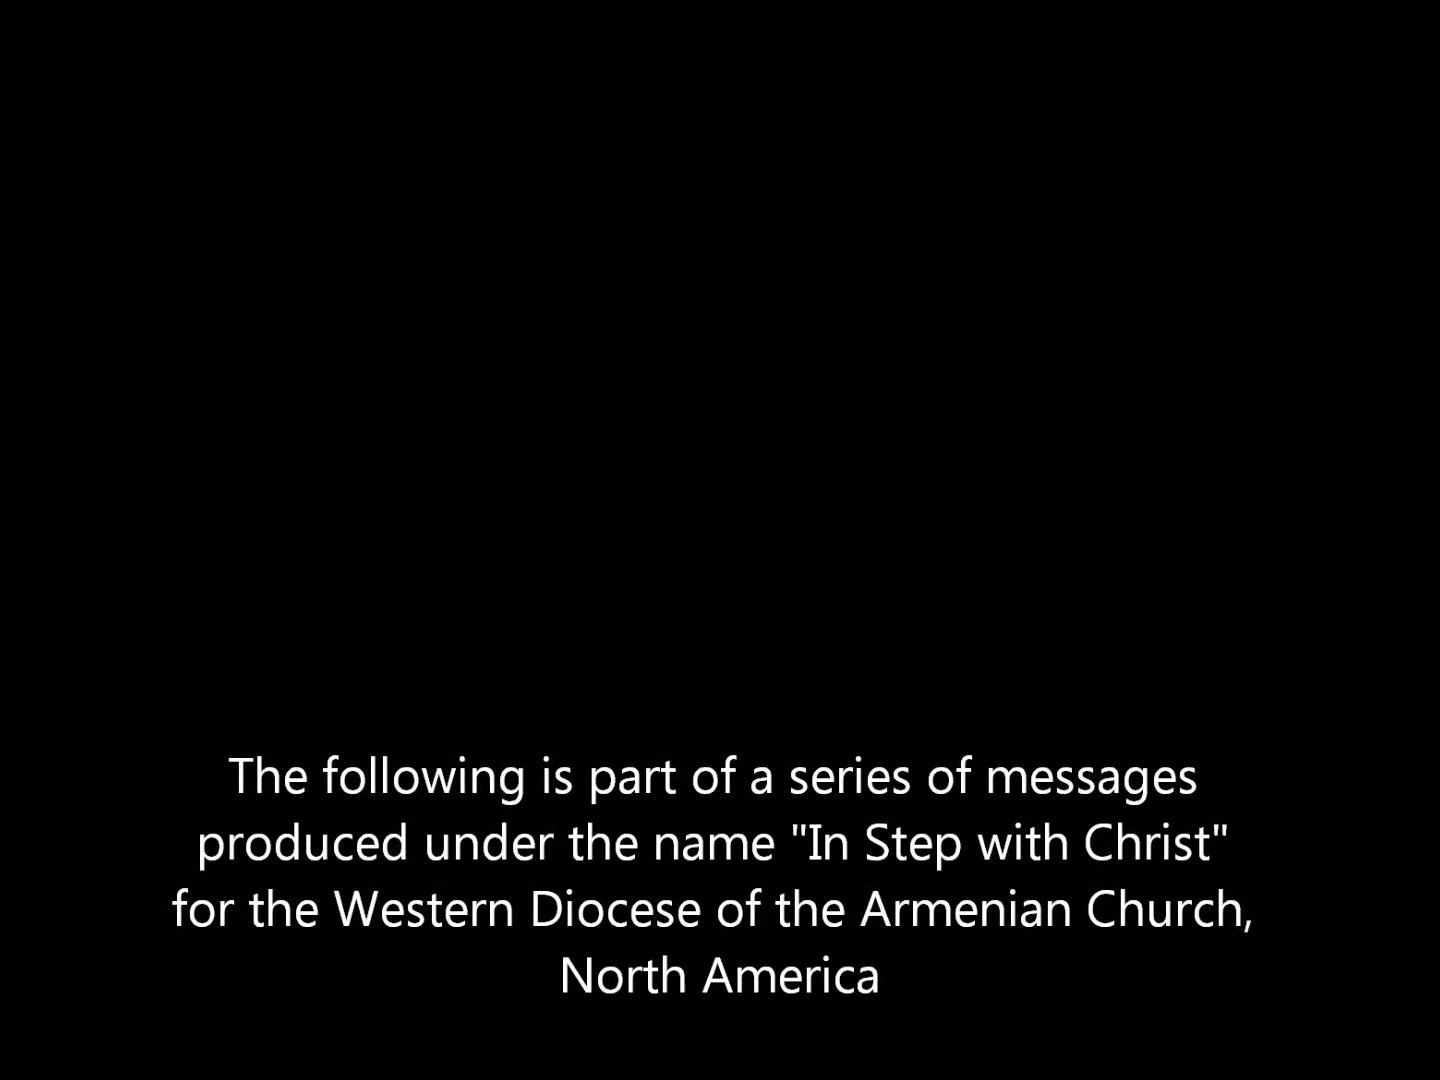 The following is part of a series of messages
produced under the name "In Step with Christ"
for the Western Diocese of the Armenian Church,
North America